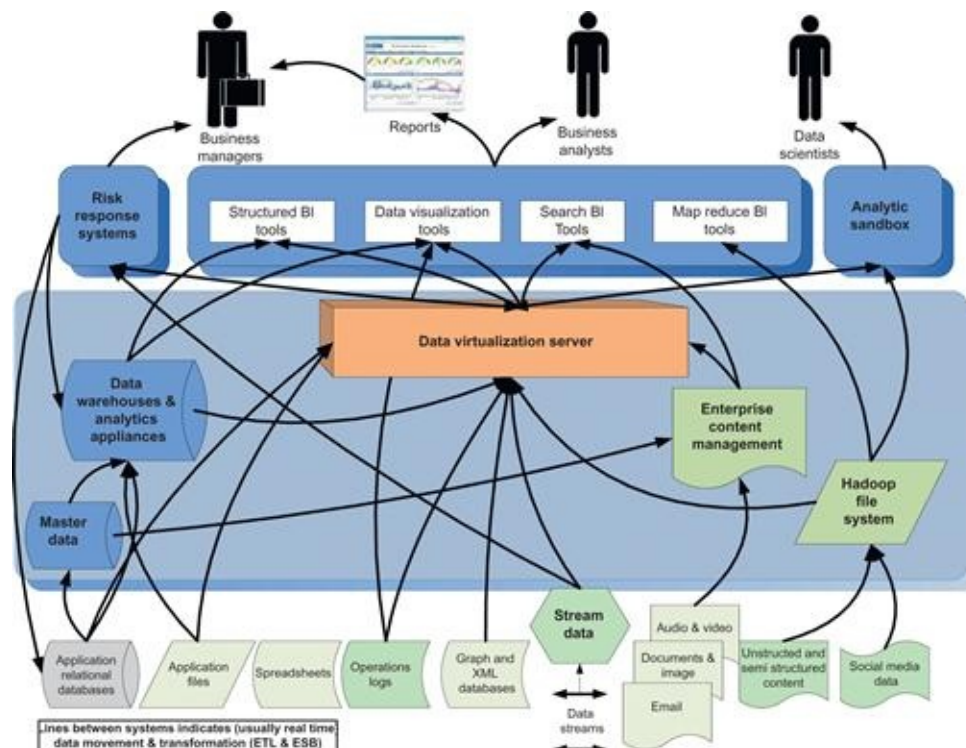 Reports
Business
managers
Business
analysts
Data
scientists
Risk
response
systems
Structured BI
tools
Data visualization
tools
Search BI
Tools
Map reduce BI
tools
Analytic
sandbox
Data virtualization server
Data
warehouses &
analytics
appliances
Enterprise
content
management
Master
data
Hadoop
file
system
Application
relational
databases
Application
files
Spreadsheets
Operations
logs
Graph and
XML
databases
Stream
data
Data
streams
Audio & video
Documents &
image
Email
Unstructed and
semi structured
content
Social media
data
Lines between systems indicates (usually real time)
data movement & transformation (ETL & ESB)